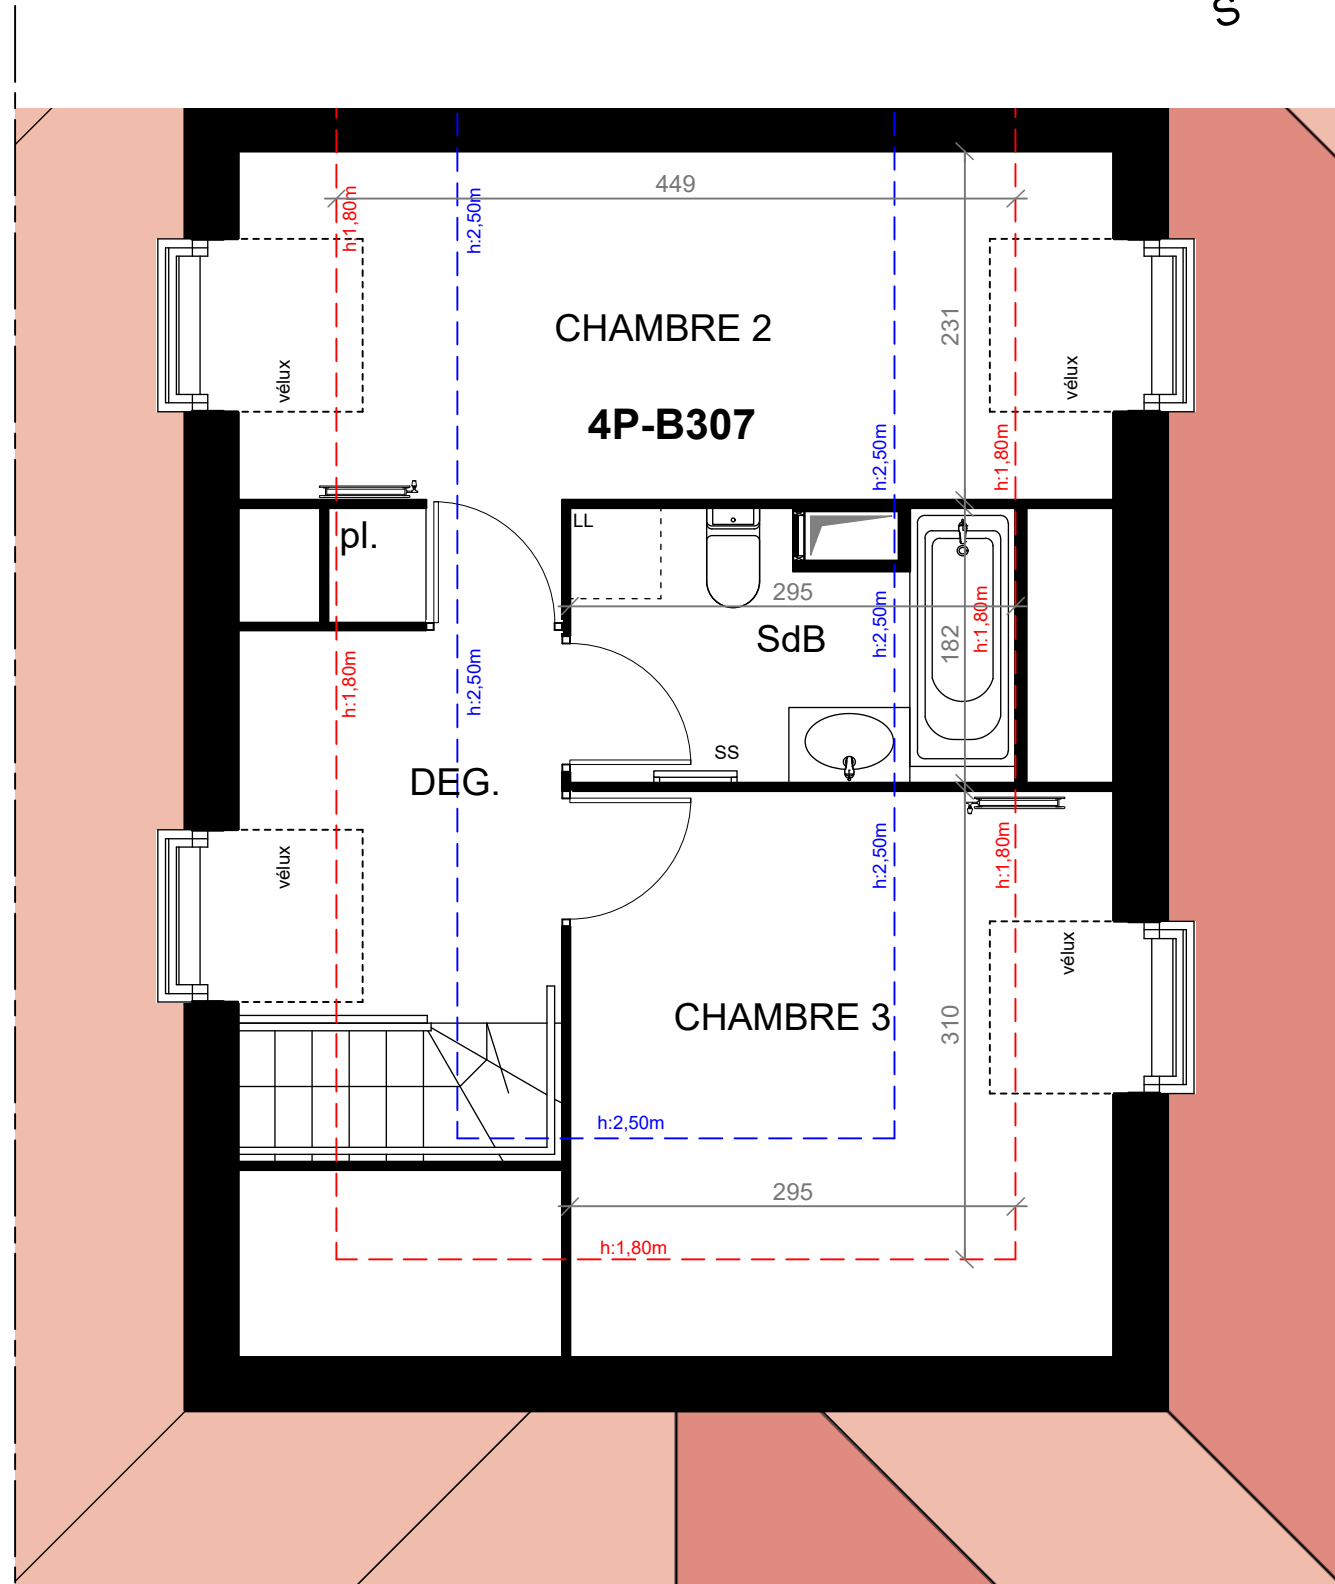 S
449
h:1,80m
h:2,50m
231
CHAMBRE 2
vélux
vélux
4P-B307
h:2,50m
h:1,80m
pl.
LL
295
h:2,50m
h:1,80m
SdB
182
h:1,80m
h:2,50m
SS
DEG.
vélux
h:2,50m
h:1,80m
vélux
CHAMBRE 3
310
h:2,50m
295
h:1,80m